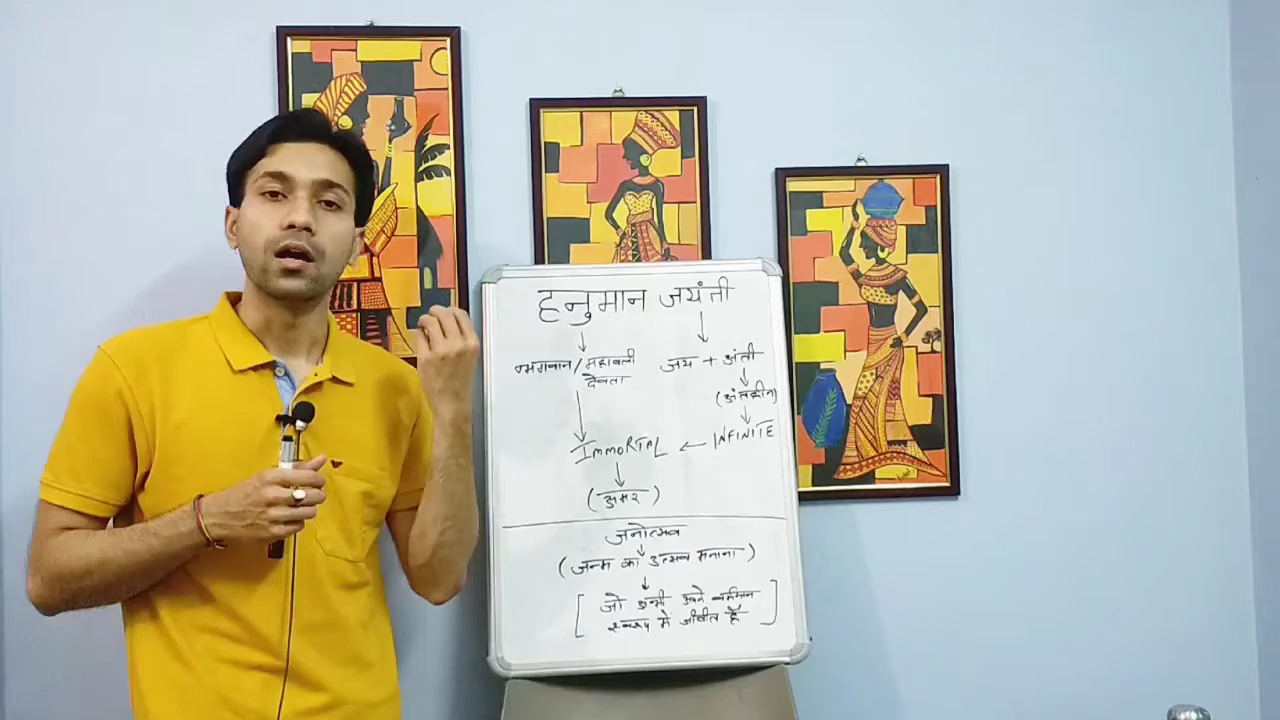 हनुमान जयंती
↓ ↓
भगवान/महाबली जय + अंती
देवता ↓
(अंतहीन)
↓ ↓
IMMORTAL ← INFINITE
↓
(अमर)
जनोत्सव
↓
(जन्म का उत्सव मनाना)
↓
[ जो अभी अपने वर्तमान
स्वरुप मे जीवीत है ]